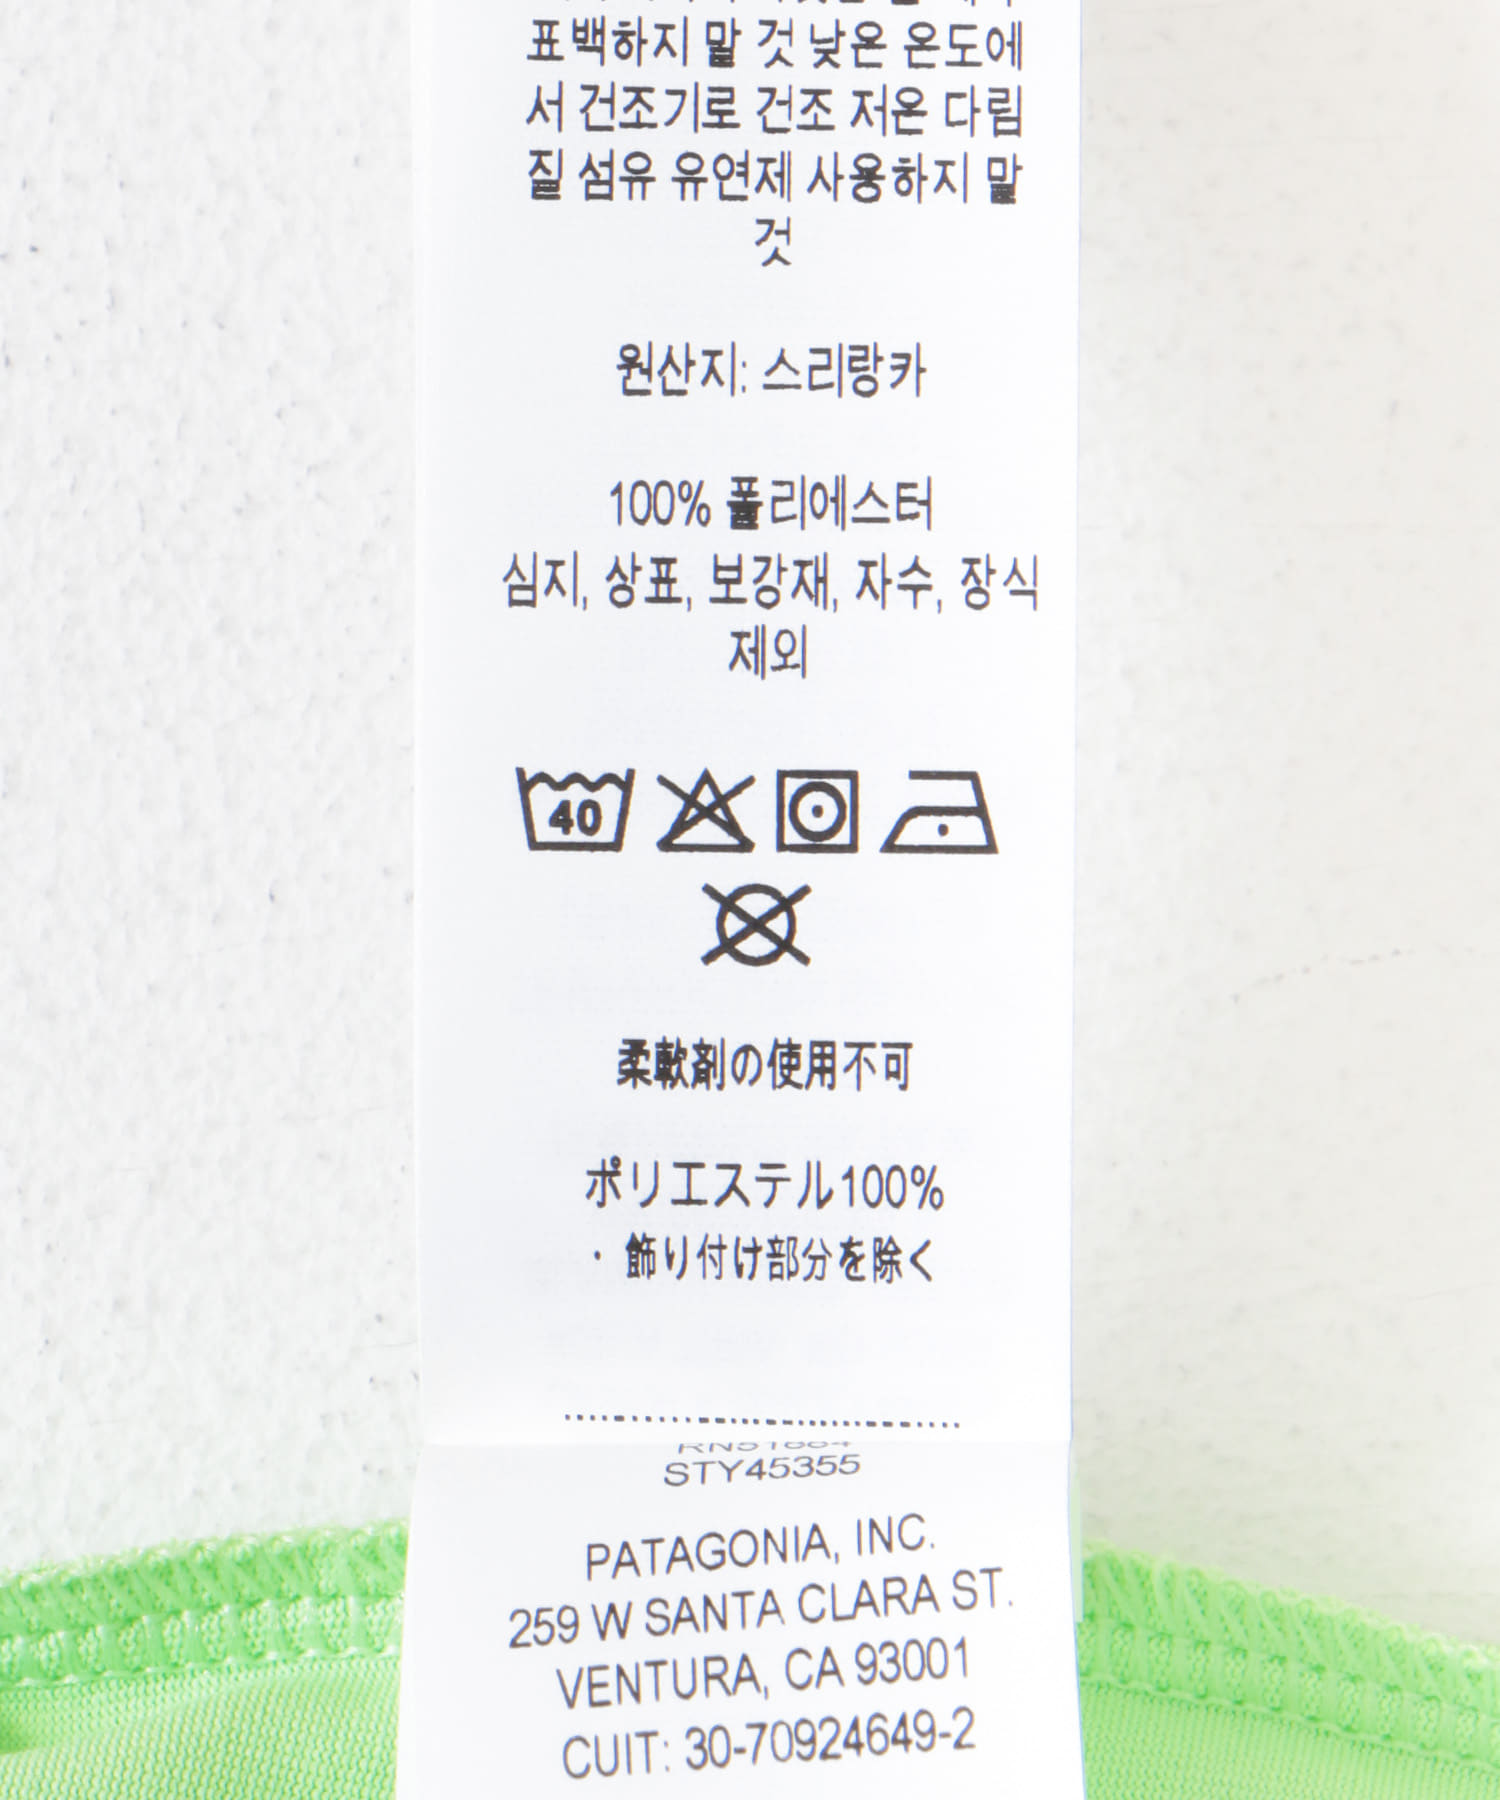 표백하지 말 것 낮은 온도에
서 건조기로 건조 저온 다림
질 섬유 유연제 사용하지 말
것
원산지: 스리랑카
100% 폴리에스터
심지, 상표, 보강재, 자수, 장식
제외
40
柔軟剤の使用不可
ポリエステル100%
・飾り付け部分を除く
STY45355
PATAGONIA, INC.
259 W SANTA CLARA ST.
VENTURA, CA 93001
CUIT: 30-70924649-2